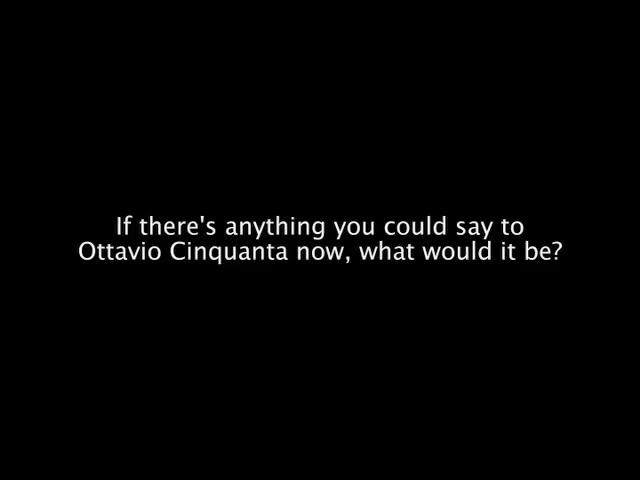 If there's anything you could say to
Ottavio Cinquanta now, what would it be?